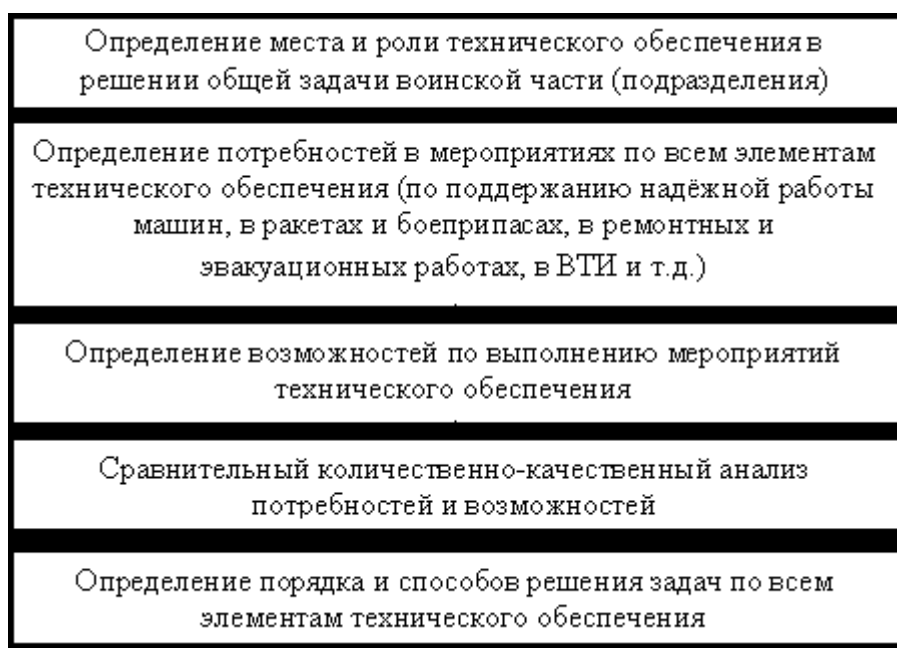 Определение места и роли технического обеспечения в
решении общей задачи воинской части (подразделения)
Определение потребностей в мероприятиях по всем элементам
технического обеспечения (по поддержанию надёжной работы
машин, в ракетах и боеприпасах, в ремонтных и
эвакуационных работах, в ВТИ и т.д.)
Определение возможностей по выполнению мероприятий
технического обеспечения
Сравнительный количественно-качественный анализ
потребностей и возможностей
Определение порядка и способов решения задач по всем
элементам технического обеспечения